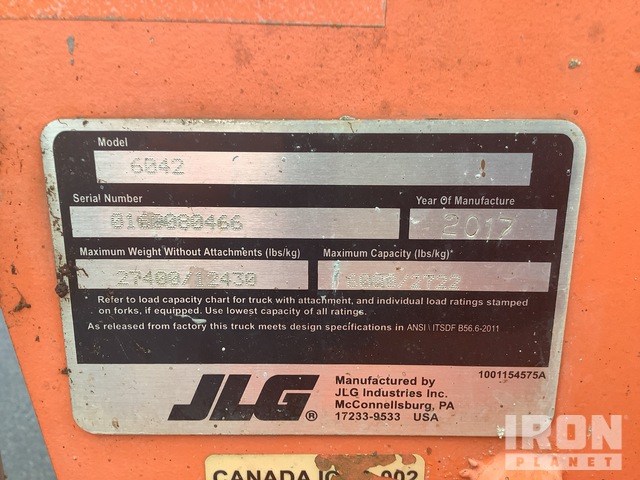 Model
6042
Serial Number
Year Of Manufacture
2017
Maximum Weight Without Attachments (lbs/kg)
Maximum Capacity (lbs/kg)*
27400/12430
Refer to load capacity chart for truck with attachment, and individual load ratings stamped
on forks, if equipped. Use lowest capacity of all ratings.
As released from factory this truck meets design specifications in ANSI \ ITSDF B56.6-2011
JLG®
Manufactured by
JLG Industries Inc.
McConnellsburg, PA
17233-9533 USA
1001154575A
CANADA
IRON
PLANET